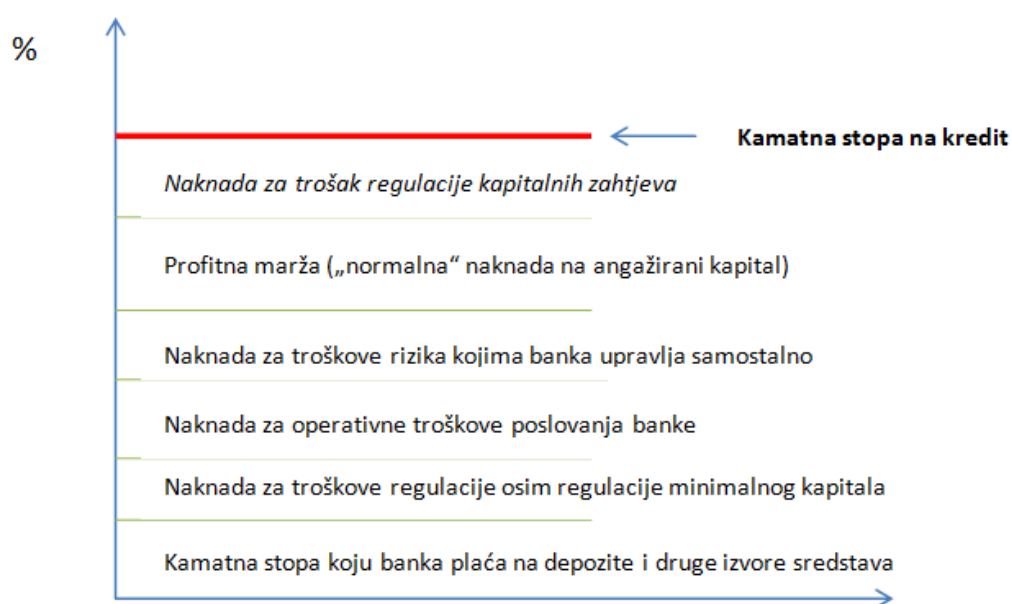 %
Kamatna stopa na kredit
Naknada za trošak regulacije kapitalnih zahtjeva
Profitna marža („normalna“ naknada na angažirani kapital)
Naknada za troškove rizika kojima banka upravlja samostalno
Naknada za operativne troškove poslovanja banke
Naknada za troškove regulacije osim regulacije minimalnog kapitala
Kamatna stopa koju banka plaća na depozite i druge izvore sredstava